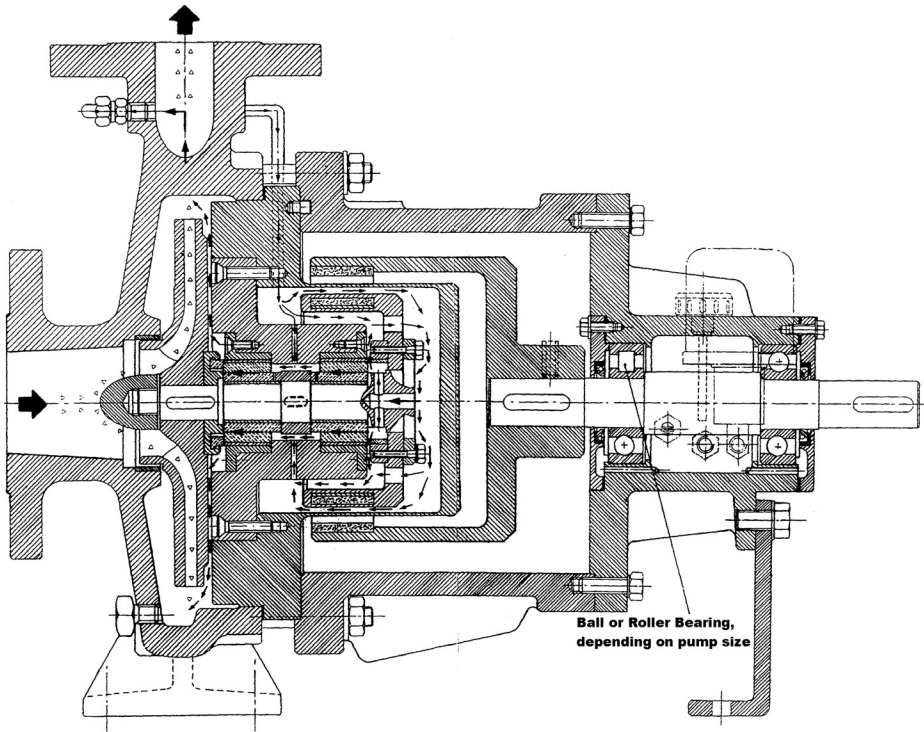 Ball or Roller Bearing,
depending on pump size